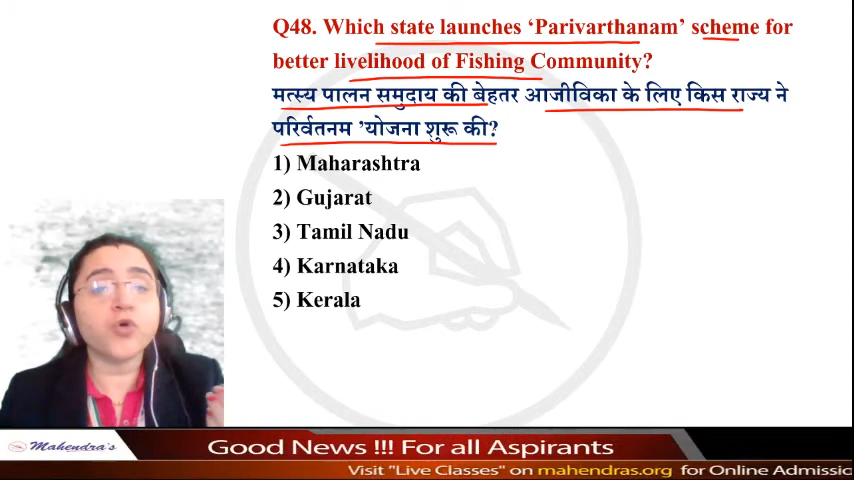 Q48. Which state launches ‘Parivarthanam’ scheme for
better livelihood of Fishing Community?
मत्स्य पालन समुदाय की बेहतर आजीविका के लिए किस राज्य ने
परिर्वतनम ’योजना शुरू की?
1) Maharashtra
2) Gujarat
3) Tamil Nadu
4) Karnataka
5) Kerala
Mahendra's
Good News !!! For all Aspirants
Visit "Live Classes" on mahendras.org for Online Admissic